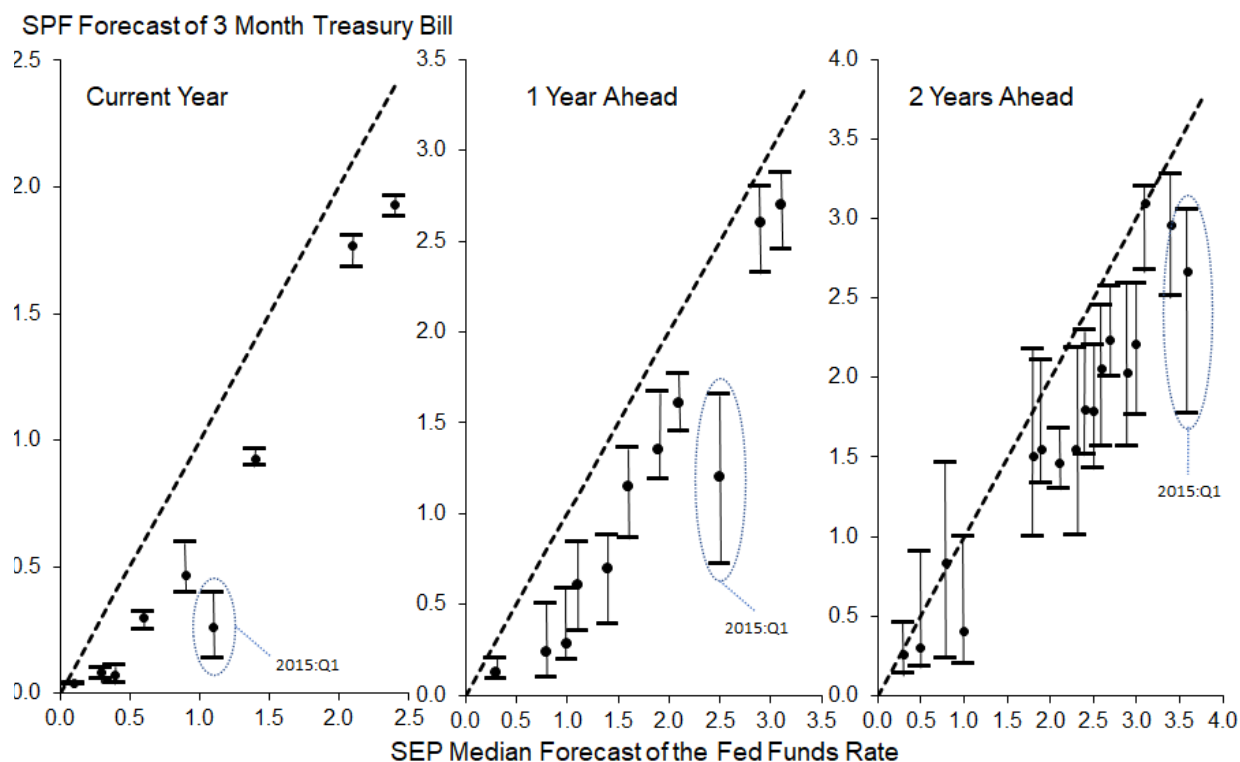 SPF Forecast of 3 Month Treasury Bill
Current Year
2.5
2.0
1.5
1.0
0.5
0.0
0.0 0.5 1.0 1.5 2.0 2.5
2015:Q1
1 Year Ahead
3.5
3.0
2.5
2.0
1.5
1.0
0.5
0.0
0.0 0.5 1.0 1.5 2.0 2.5 3.0 3.5
2015:Q1
2 Years Ahead
4.0
3.5
3.0
2.5
2.0
1.5
1.0
0.5
0.0
0.0 0.5 1.0 1.5 2.0 2.5 3.0 3.5 4.0
2015:Q1
SEP Median Forecast of the Fed Funds Rate